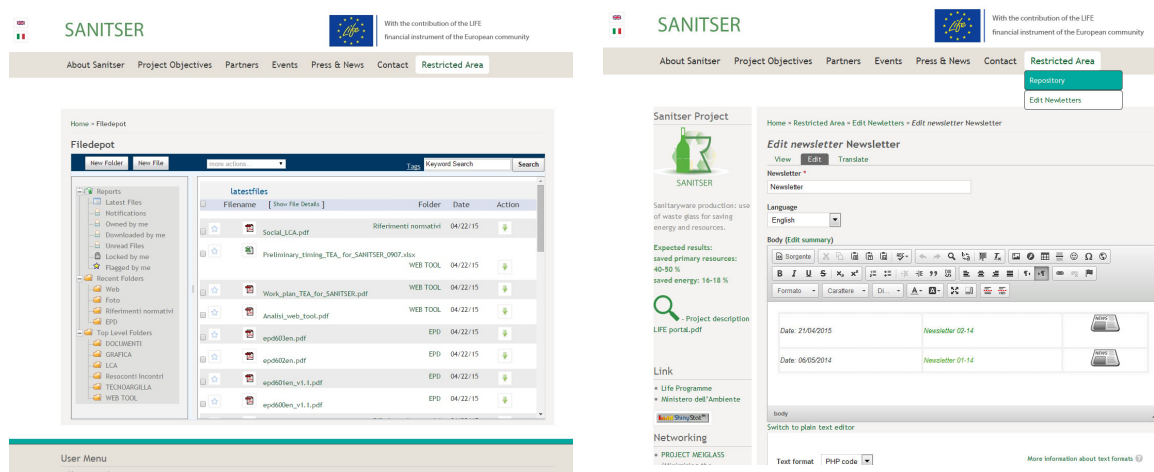 SANITSER
Life
With the contribution of the LIFE
financial instrument of the European community
About Sanitser Project Objectives Partners Events Press & News Contact Restricted Area
Home » Filedepot
Filedepot
New Folder New File more actions... Tags Keyword Search Search
Reports
Latest Files
Notifications
Owned by me
Downloaded by me
Unread Files
Locked by me
Flagged by me
Recent Folders
Web
Foto
Riferimenti normativi
EPD
Top Level Folders
DOCUMENTI
GRAFICA
LCA
Resoconti Incontri
TECNOARGILLA
WEB TOOL
latestfiles
Filename [ Show File Details ] Folder Date Action
Social_LCA.pdf Riferimenti normativi 04/22/15
Preliminary_timing_TEA_ for_SANITSER_0907.xlsx
WEB TOOL 04/22/15
Work_plan_TEA_for_SANITSER.pdf WEB TOOL 04/22/15
Analisi_web_tool.pdf WEB TOOL 04/22/15
epd603en.pdf EPD 04/22/15
epd602en.pdf EPD 04/22/15
epd601en_v1.1.pdf EPD 04/22/15
epd600en_v1.1.pdf EPD 04/22/15
User Menu
SANITSER
Life
With the contribution of the LIFE
financial instrument of the European community
About Sanitser Project Objectives Partners Events Press & News Contact Restricted Area
Repository
Edit Newletters
Sanitser Project
SANITSER
Sanitaryware production: use
of waste glass for saving
energy and resources.
Expected results:
saved primary resources:
40-50 %
saved energy: 16-18 %
- Project description
LIFE portal.pdf
Link
Life Programme
Ministero dell'Ambiente
ShinyStat
Networking
PROJECT MEIGLASS
Home » Restricted Area » Edit Newletters » Edit newsletter Newsletter
Edit newsletter Newsletter
View Edit Translate
Newsletter *
Newsletter
Language
English
Body (Edit summary)
Sorgente
B I U S
Formato Carattere Di...
Date: 21/04/2015 Newsletter 02-14 NEWS
Date: 06/05/2014 Newsletter 01-14 NEWS
body
Switch to plain text editor
Text format PHP code More information about text formats